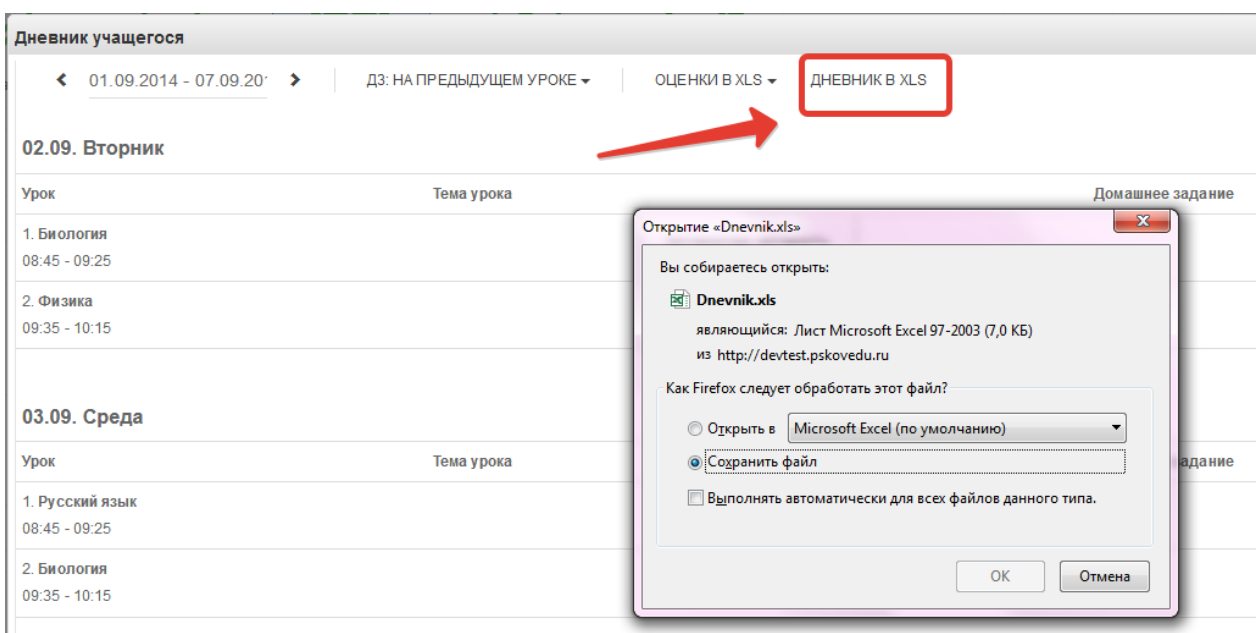 Дневник учащегося
01.09.2014 - 07.09.20
ДЗ: НА ПРЕДЫДУЩЕМ УРОКЕ
ОЦЕНКИ В XLS
ДНЕВНИК В XLS
02.09. Вторник
Урок Тема урока Домашнее задание
1. Биология
08:45 - 09:25
2. Физика
09:35 - 10:15
03.09. Среда
Урок Тема урока адание
1. Русский язык
08:45 - 09:25
2. Биология
09:35 - 10:15
Открытие «Dnevnik.xls»
Вы собираетесь открыть:
Dnevnik.xls
являющийся: Лист Microsoft Excel 97-2003 (7,0 КБ)
из http://devtest.pskovedu.ru
Как Firefox следует обработать этот файл?
Открыть в Microsoft Excel (по умолчанию)
Сохранить файл
Выполнять автоматически для всех файлов данного типа.
ОК Отмена